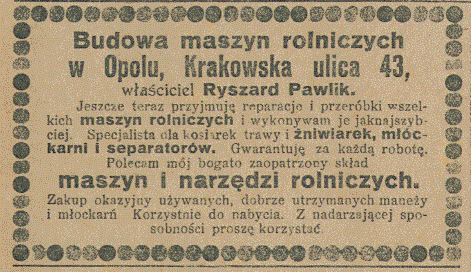 Budowa maszyn rolniczych
w Opolu, Krakowska ulica 43,
właściciel Ryszard Pawlik.
Jeszcze teraz przyjmuję reparacje i przeróbki wszel-
kich maszyn rolniczych i wykonywam je jaknajszyb-
ciej. Specjalista dla kosiarek trawy i żniwiarek, młóc-
karni i separatorów. Gwarantuję za każdą robotę.
Polecam mój bogato zaopatrzony skład
maszyn i narzędzi rolniczych.
Zakup okazyjny używanych, dobrze utrzymanych maneży
i młockarń Korzystnie do nabycia. Z nadarzającej spo-
sobności proszę korzystać